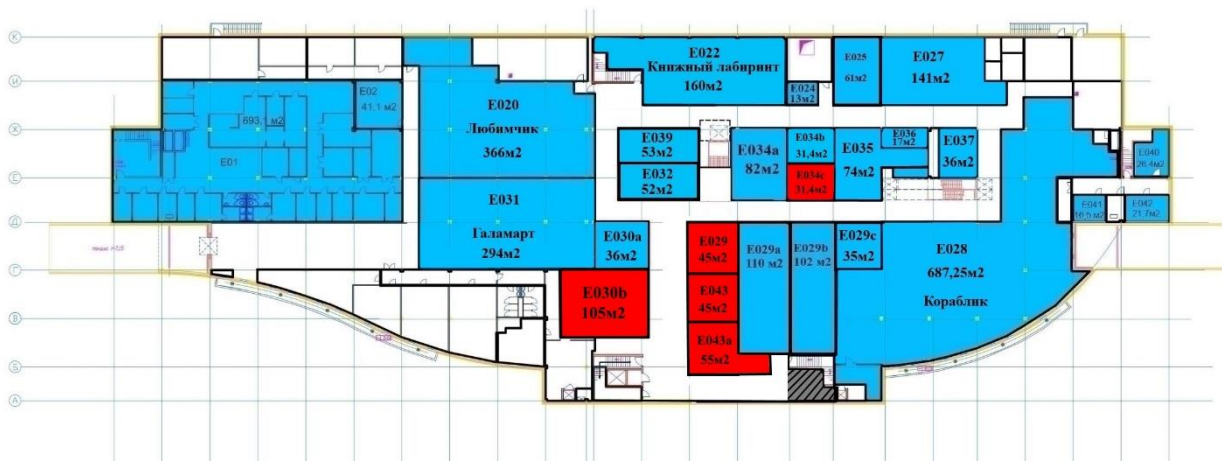 К
И
Ж
Е
Д
Г
В
Б
А
E02
41,1 м2
693,1 м2
E01
E020
Любимчик
366м2
E031
Галамарт
294м2
E022
Книжный лабиринт
160м2
E024
13м2
E025
61м2
E027
141м2
E039
53м2
E032
52м2
E034a
82м2
E034b
31,4м2
E034c
31,4м2
E035
74м2
E036
17м2
E037
36м2
E040
26.4м2
E041
16,5 м2
E042
21.7м2
E030a
36м2
E030b
105м2
E029
45м2
E043
45м2
E043a
55м2
E029a
110 м2
E029b
102 м2
E029c
35м2
E028
687,25м2
Кораблик